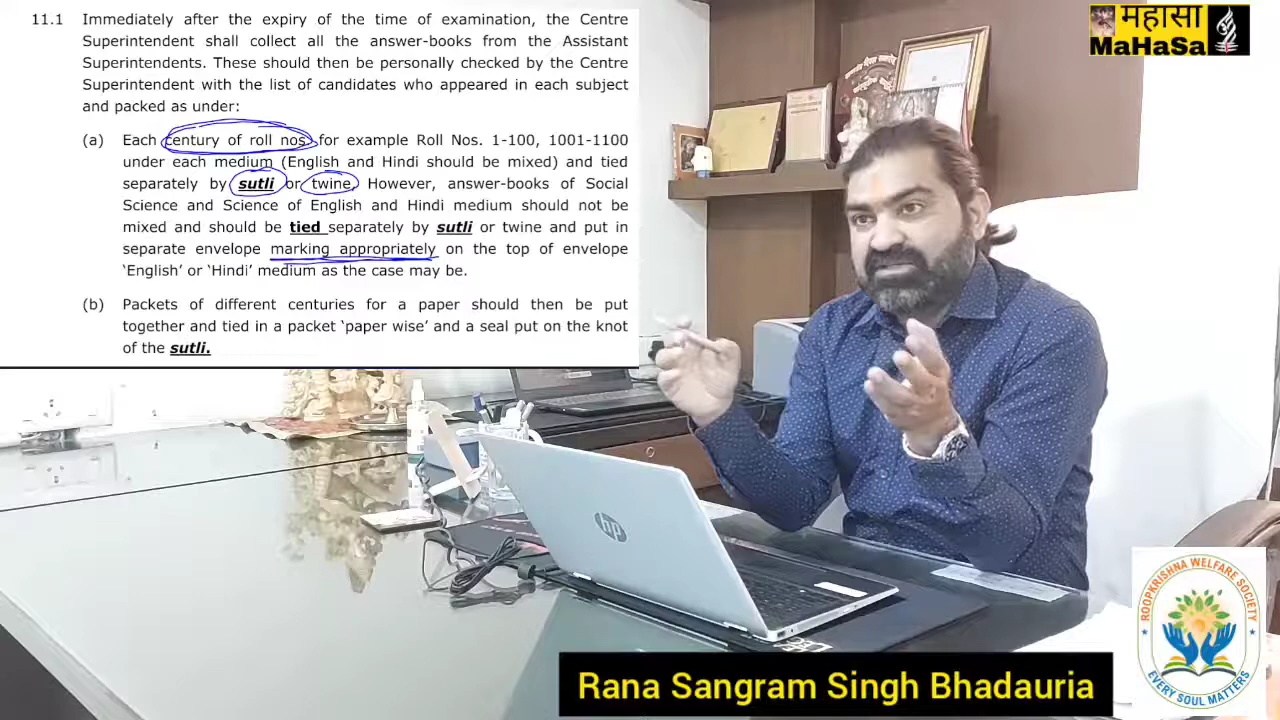 11.1 Immediately after the expiry of the time of examination, the Centre
Superintendent shall collect all the answer-books from the Assistant
Superintendents. These should then be personally checked by the Centre
Superintendent with the list of candidates who appeared in each subject
and packed as under:
(a) Each century of roll nos for example Roll Nos. 1-100, 1001-1100
under each medium (English and Hindi should be mixed) and tied
separately by sutli or twine. However, answer-books of Social
Science and Science of English and Hindi medium should not be
mixed and should be tied separately by sutli or twine and put in
separate envelope marking appropriately on the top of envelope
‘English’ or ‘Hindi’ medium as the case may be.
(b) Packets of different centuries for a paper should then be put
together and tied in a packet ‘paper wise’ and a seal put on the knot
of the sutli.
महासा
MaHaSa
hp
ROOPKRISHNA WELFARE SOCIETY
EVERY SOUL MATTERS
Rana Sangram Singh Bhadauria